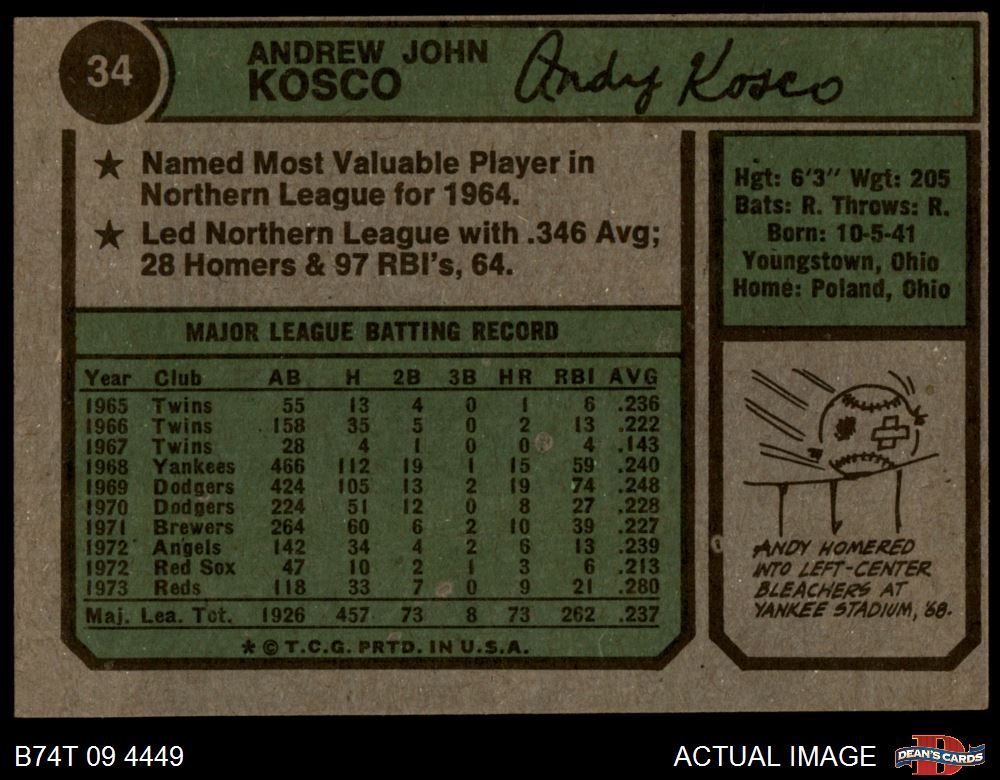 34
ANDREW JOHN
KOSCO
Andy Kosco
★ Named Most Valuable Player in
Northern League for 1964.
★ Led Northern League with .346 Avg;
28 Homers & 97 RBI's, 64.
MAJOR LEAGUE BATTING RECORD
Year Club AB H 2B 3B HR RBI AVG
1965 Twins 55 13 4 0 1 6 .236
1966 Twins 158 35 5 0 2 13 .222
1967 Twins 28 4 1 0 0 4 .143
1968 Yankees 466 112 19 1 15 59 .240
1969 Dodgers 424 105 13 2 19 74 .248
1970 Dodgers 224 51 12 0 8 27 .228
1971 Brewers 264 60 6 2 10 39 .227
1972 Angels 142 34 4 2 6 13 .239
1972 Red Sox 47 10 2 1 3 6 .213
1973 Reds 118 33 7 0 9 21 .280
Maj. Lea. Tot. 1926 457 73 8 73 262 .237
* © T.C.G. PRTD. IN U.S.A.
Hgt: 6'3" Wgt: 205
Bats: R. Throws: R.
Born: 10-5-41
Youngstown, Ohio
Home: Poland, Ohio
ANDY HOMERED
INTO LEFT-CENTER
BLEACHERS AT
YANKEE STADIUM, '68.
B74T 09 4449
ACTUAL IMAGE
DEAN'S CARDS